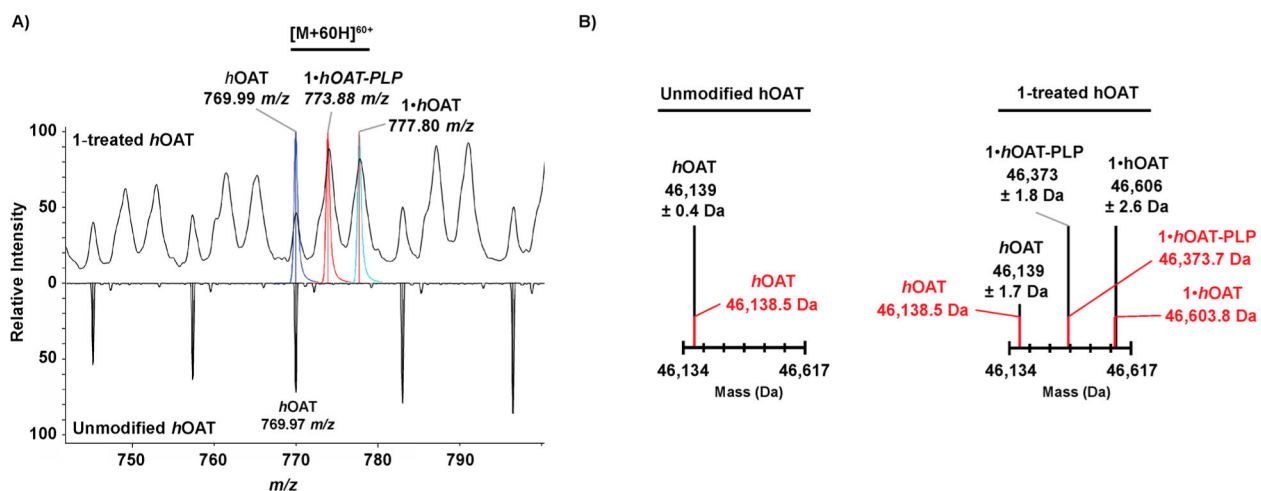 A)
[M+60H]60+
hOAT
769.99 m/z
1•hOAT-PLP
773.88 m/z
1•hOAT
777.80 m/z
1-treated hOAT
100
50
0
50
100
Relative Intensity
hOAT
769.97 m/z
Unmodified hOAT
750
760
770
780
790
m/z
B)
Unmodified hOAT
hOAT
46,139
± 0.4 Da
hOAT
46,138.5 Da
46,134
46,617
Mass (Da)
1-treated hOAT
1•hOAT-PLP
46,373
± 1.8 Da
1•hOAT
46,606
± 2.6 Da
hOAT
46,139
± 1.7 Da
1•hOAT-PLP
46,373.7 Da
hOAT
46,138.5 Da
1•hOAT
46,603.8 Da
46,134
46,617
Mass (Da)